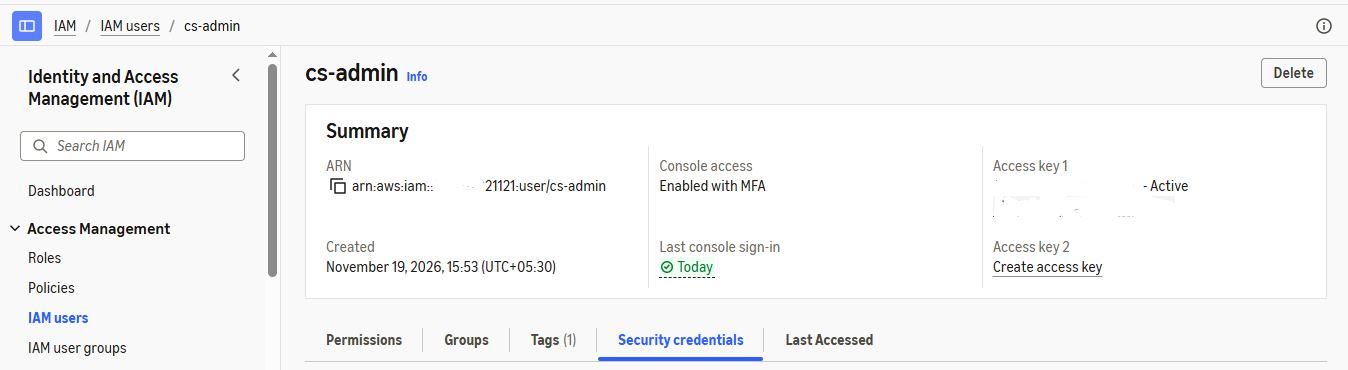 IAM / IAM users / cs-admin
Identity and Access
Management (IAM)
Search IAM
Dashboard
Access Management
Roles
Policies
IAM users
IAM user groups
cs-admin Info
Delete
Summary
ARN
arn:aws:iam:: 21121:user/cs-admin
Console access
Enabled with MFA
Access key 1
- Active
Created
November 19, 2026, 15:53 (UTC+05:30)
Last console sign-in
Today
Access key 2
Create access key
Permissions
Groups
Tags (1)
Security credentials
Last Accessed